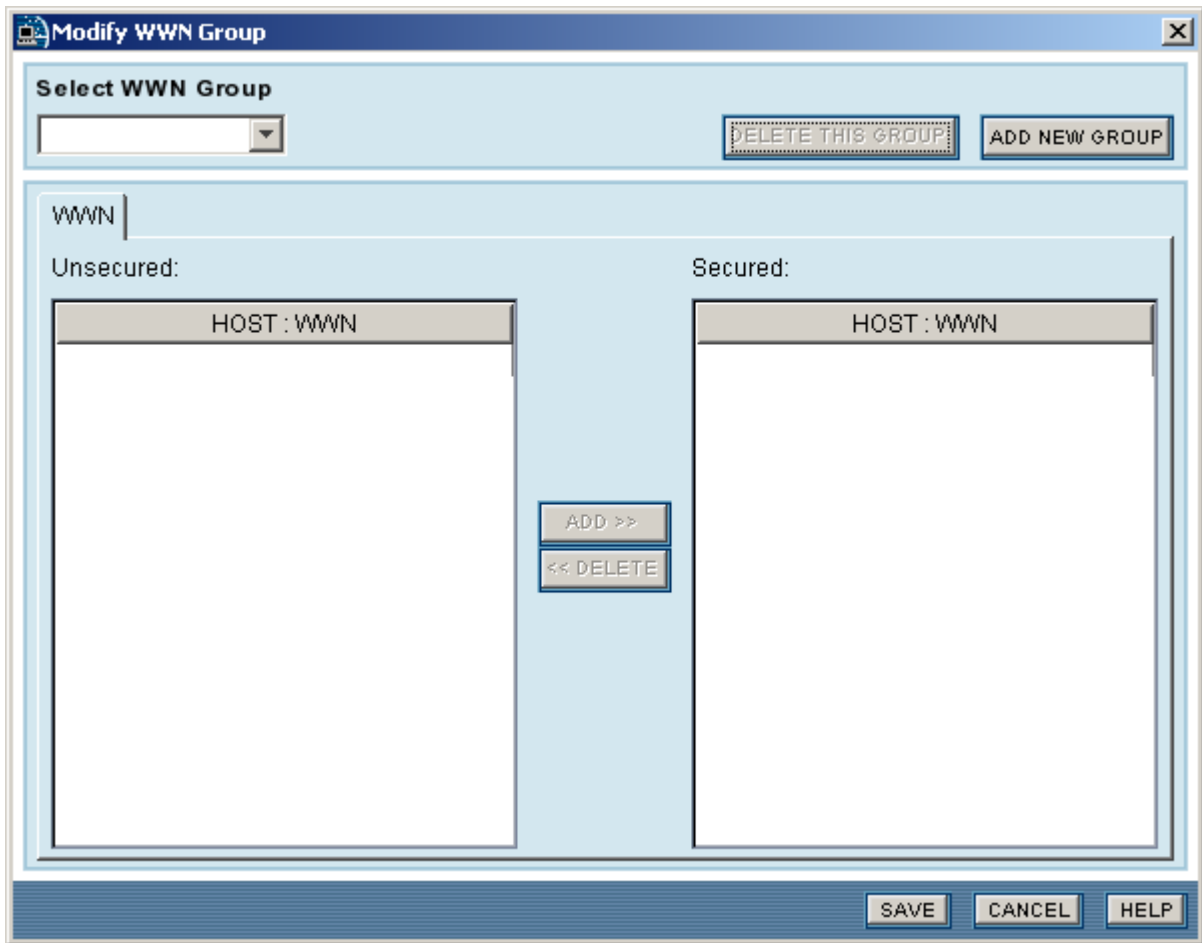 Modify WWN Group
Select WWN Group
DELETE THIS GROUP
ADD NEW GROUP
WWN
Unsecured:
Secured:
HOST : WWN
HOST : WWN
ADD >>
<< DELETE
SAVE
CANCEL
HELP